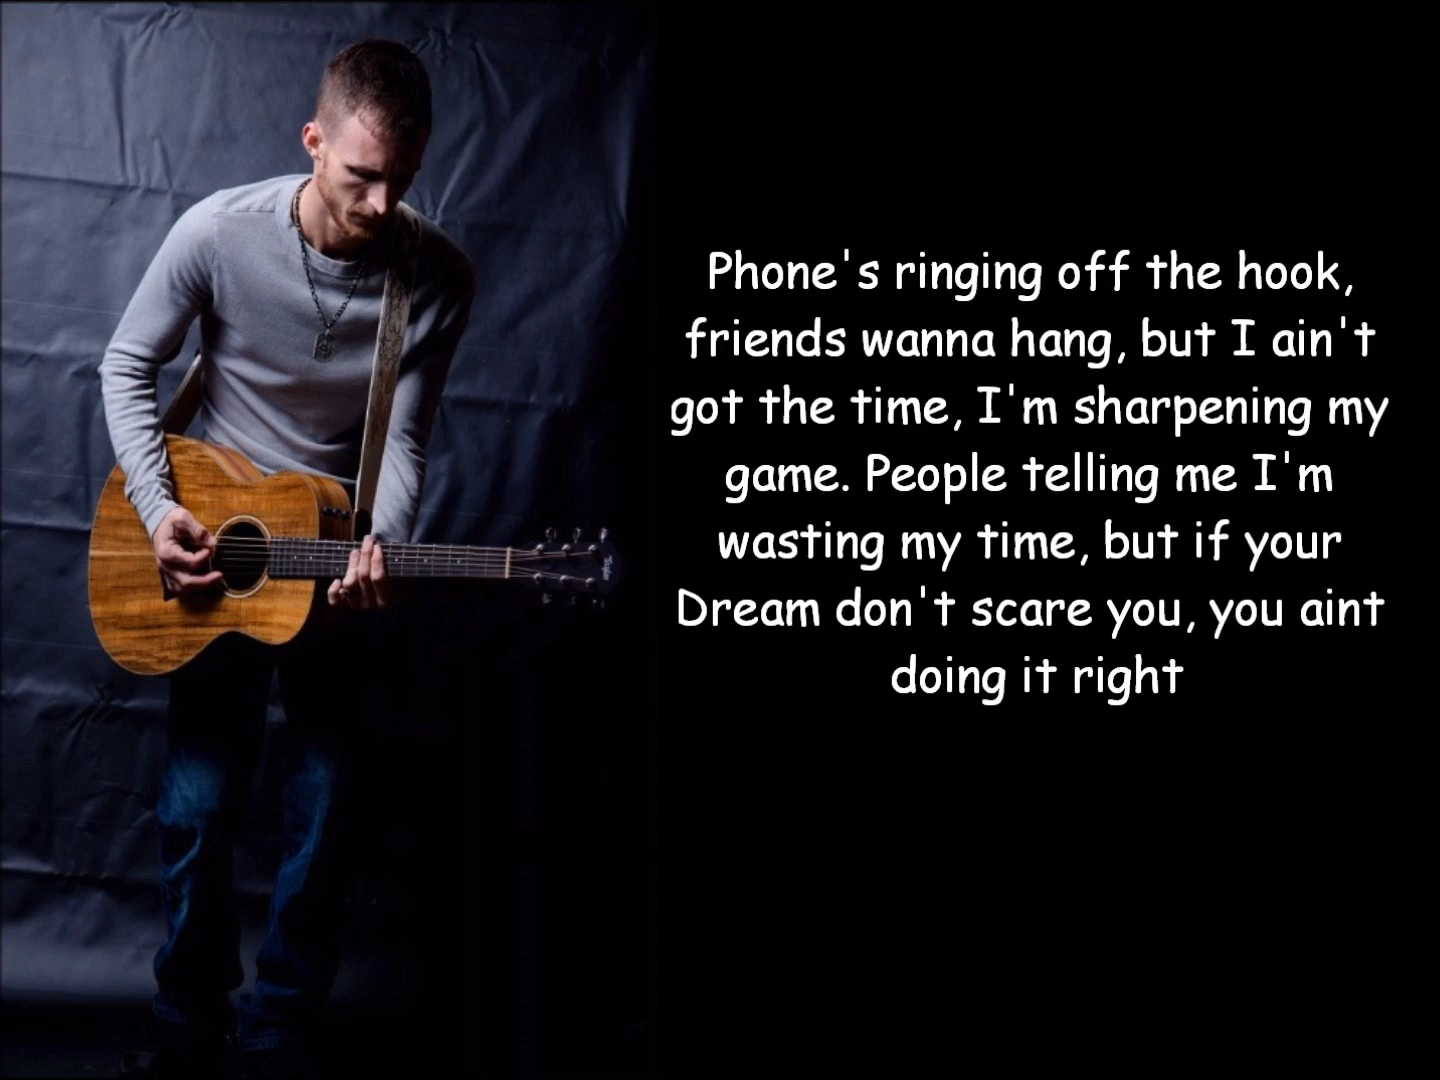 Phone's ringing off the hook,
friends wanna hang, but I ain't
got the time, I'm sharpening my
game. People telling me I'm
wasting my time, but if your
Dream don't scare you, you aint
doing it right